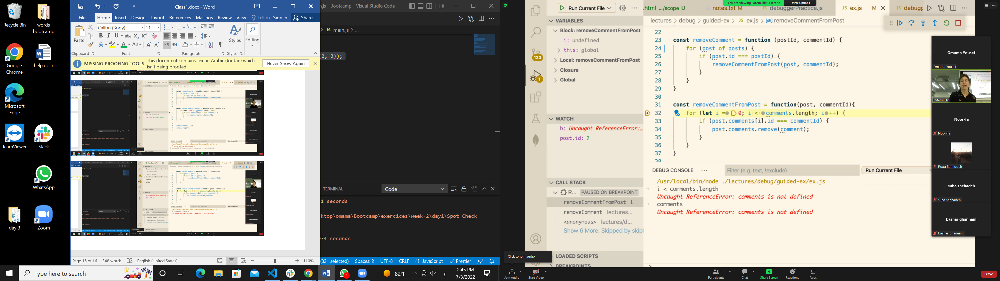 Recycle Bin
words
bootcamp
Google
Chrome
help.docx
Microsoft
Edge
TeamViewer
Slack
WhatsApp
day 3
Zoom
Class1.docx - Word
File
Home
Insert
Design
Layout
References
Mailings
Review
View
Tell m
Sign in
Share
Calibri (Body)
11
Paste
Styles
Editing
Clipboard
Font
Paragraph
Styles
MISSING PROOFING TOOLS
This document contains text in Arabic (Jordan) which
isn't being proofed.
Never Show Again
Page 16 of 16
348 words
English (United States)
110%
.js - Bootcamp - Visual Studio Code
JS main.js > ...
2, 3));
TERMINAL
Code
1 seconds
ktop\omama\Bootcamp\exercices\week-2\day1\Spot Check
74 seconds
(821 selected)
Spaces: 2
UTF-8
CRLF
{ } JavaScript
Prettier
Type here to search
1
82°F
ع
2:45 PM
7/3/2022
You are viewing Lotem Hiki's screen
View Options
View
Run Current File
.html .../scope U
notes.txt M
debuggerPractice.js
JS ex.js M
JS debugg
VARIABLES
Block: removeCommentFromPost
i: undefined
this: global
Local: removeCommentFromPost
Closure
Global
130
1
WATCH
b: Uncaught ReferenceError:...
post.id: 2
CALL STACK
R... PAUSED ON BREAKPOINT
removeCommentFromPost l.
removeComment lectures...
<anonymous> lectures/d...
Show 6 More: Skipped by skipl
LOADED SCRIPTS
BREAKPOINTS
lectures > debug > guided-ex > JS ex.js > removeCommentFromPost
22
23 const removeComment = function (postId, commentId) {
24 for (post of posts) {
25 if (post.id === postId) {
26 removeCommentFromPost(post, commentId);
27 }
28 }
29 }
30
31 const removeCommentFromPost = function(post, commentId){
32 for (let i = 0; i < comments.length; i ++) {
33 if (post.comments[i].id === commentId) {
34 post.comments.remove(comment);
35 }
36 }
37 }
38
DEBUG CONSOLE
Filter (e.g. text, !exclude)
Run Current File
/usr/local/bin/node ./lectures/debug/guided-ex/ex.js
i < comments.length
Uncaught ReferenceError: comments is not defined
comments
Uncaught ReferenceError: comments is not defined
Omama Yousef
Omama Yousef
Lotem Hiki
Noor-fa
Noor-fa
Roaa Bani odeh
suha shehadeh
suha shehadeh
bashar ghannam
bashar ghannam
Click to join audio
Join Audio
Start Video
Participants
10
Chat
Share Screen
Reactions
Apps
Leave